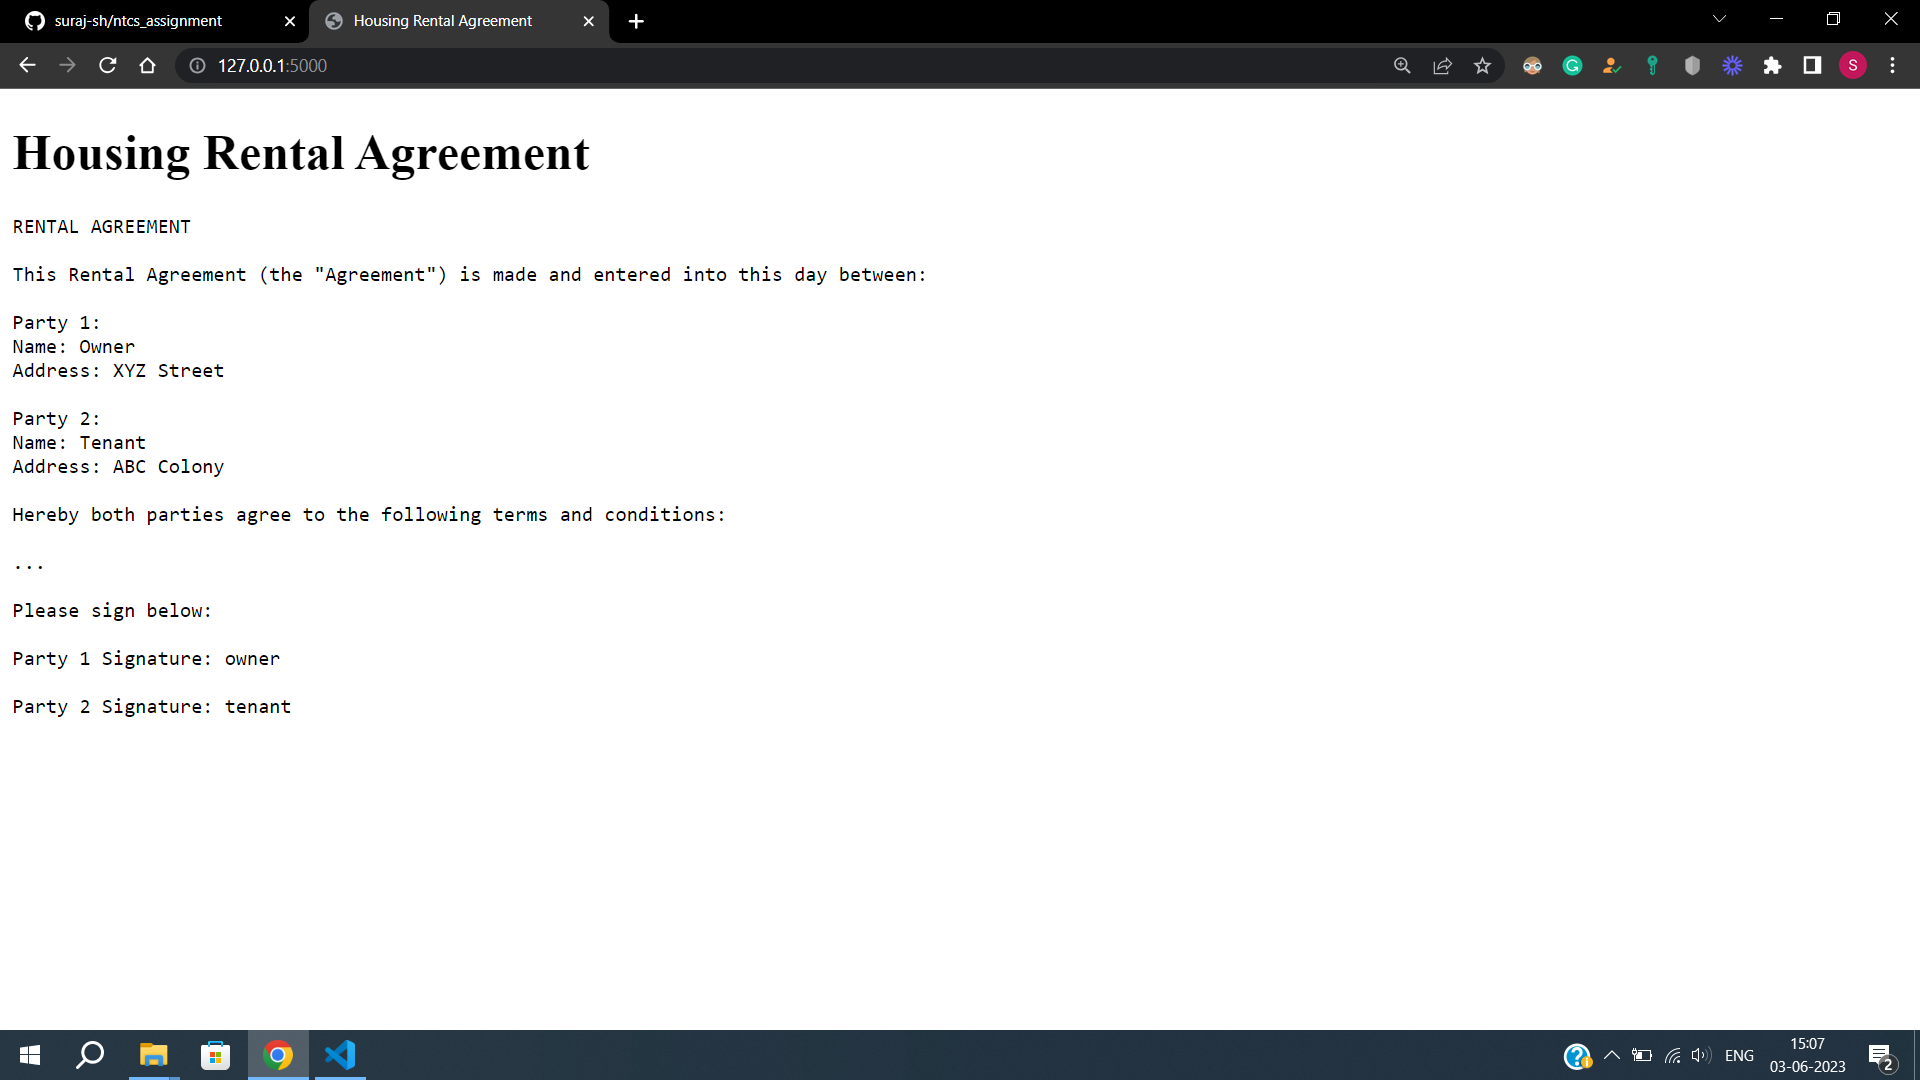 suraj-sh/ntcs_assignment
Housing Rental Agreement
127.0.0.1:5000
S
Housing Rental Agreement
RENTAL AGREEMENT
This Rental Agreement (the "Agreement") is made and entered into this day between:
Party 1:
Name: Owner
Address: XYZ Street
Party 2:
Name: Tenant
Address: ABC Colony
Hereby both parties agree to the following terms and conditions:
...
Please sign below:
Party 1 Signature: owner
Party 2 Signature: tenant
ENG
15:07
03-06-2023
2